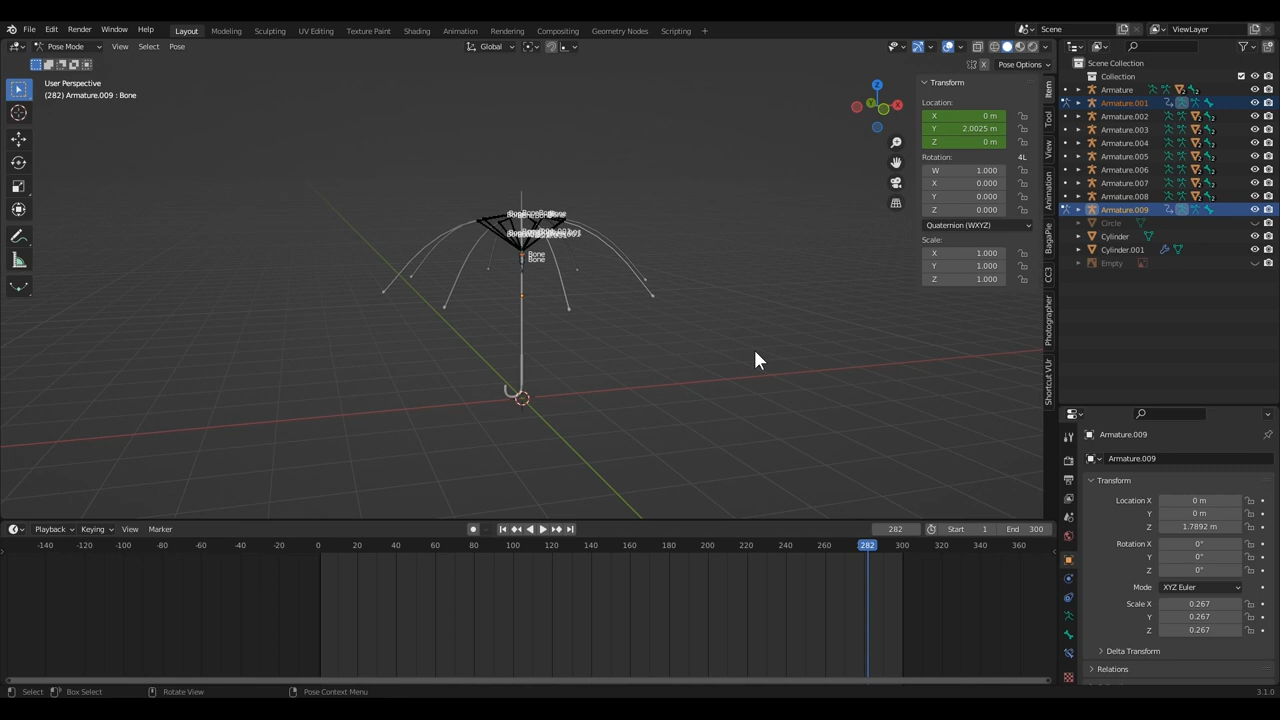 File Edit Render Window Help Layout Modeling Sculpting UV Editing Texture Paint Shading Animation Rendering Compositing Geometry Nodes Scripting + Scene ViewLayer
Pose Mode View Select Pose Global
X Pose Options
User Perspective
(282) Armature.009 : Bone
Transform
Location:
X 0 m
Y 2.0025 m
Z 0 m
Rotation: 4L
W 1.000
X 0.000
Y 0.000
Z 0.000
Quaternion (WXYZ)
Scale:
X 1.000
Y 1.000
Z 1.000
Item
Tool
View
Animation
BagaPie
CC3
Photographer
Shortcut VUr
Z
Y
X
Bone
Bone
Scene Collection
Collection
Armature
Armature.001
Armature.002
Armature.003
Armature.004
Armature.005
Armature.006
Armature.007
Armature.008
Armature.009
Circle
Cylinder
Cylinder.001
Empty
Armature.009
Armature.009
Transform
Location X 0 m
Y 0 m
Z 1.7892 m
Rotation X 0°
Y 0°
Z 0°
Mode XYZ Euler
Scale X 0.267
Y 0.267
Z 0.267
Delta Transform
Relations
Playback Keying View Marker 282 Start 1 End 300
-140 -120 -100 -80 -60 -40 -20 0 20 40 60 80 100 120 140 160 180 200 220 240 260 282 300 320 340 360
Select Box Select Rotate View Pose Context Menu 3.1.0